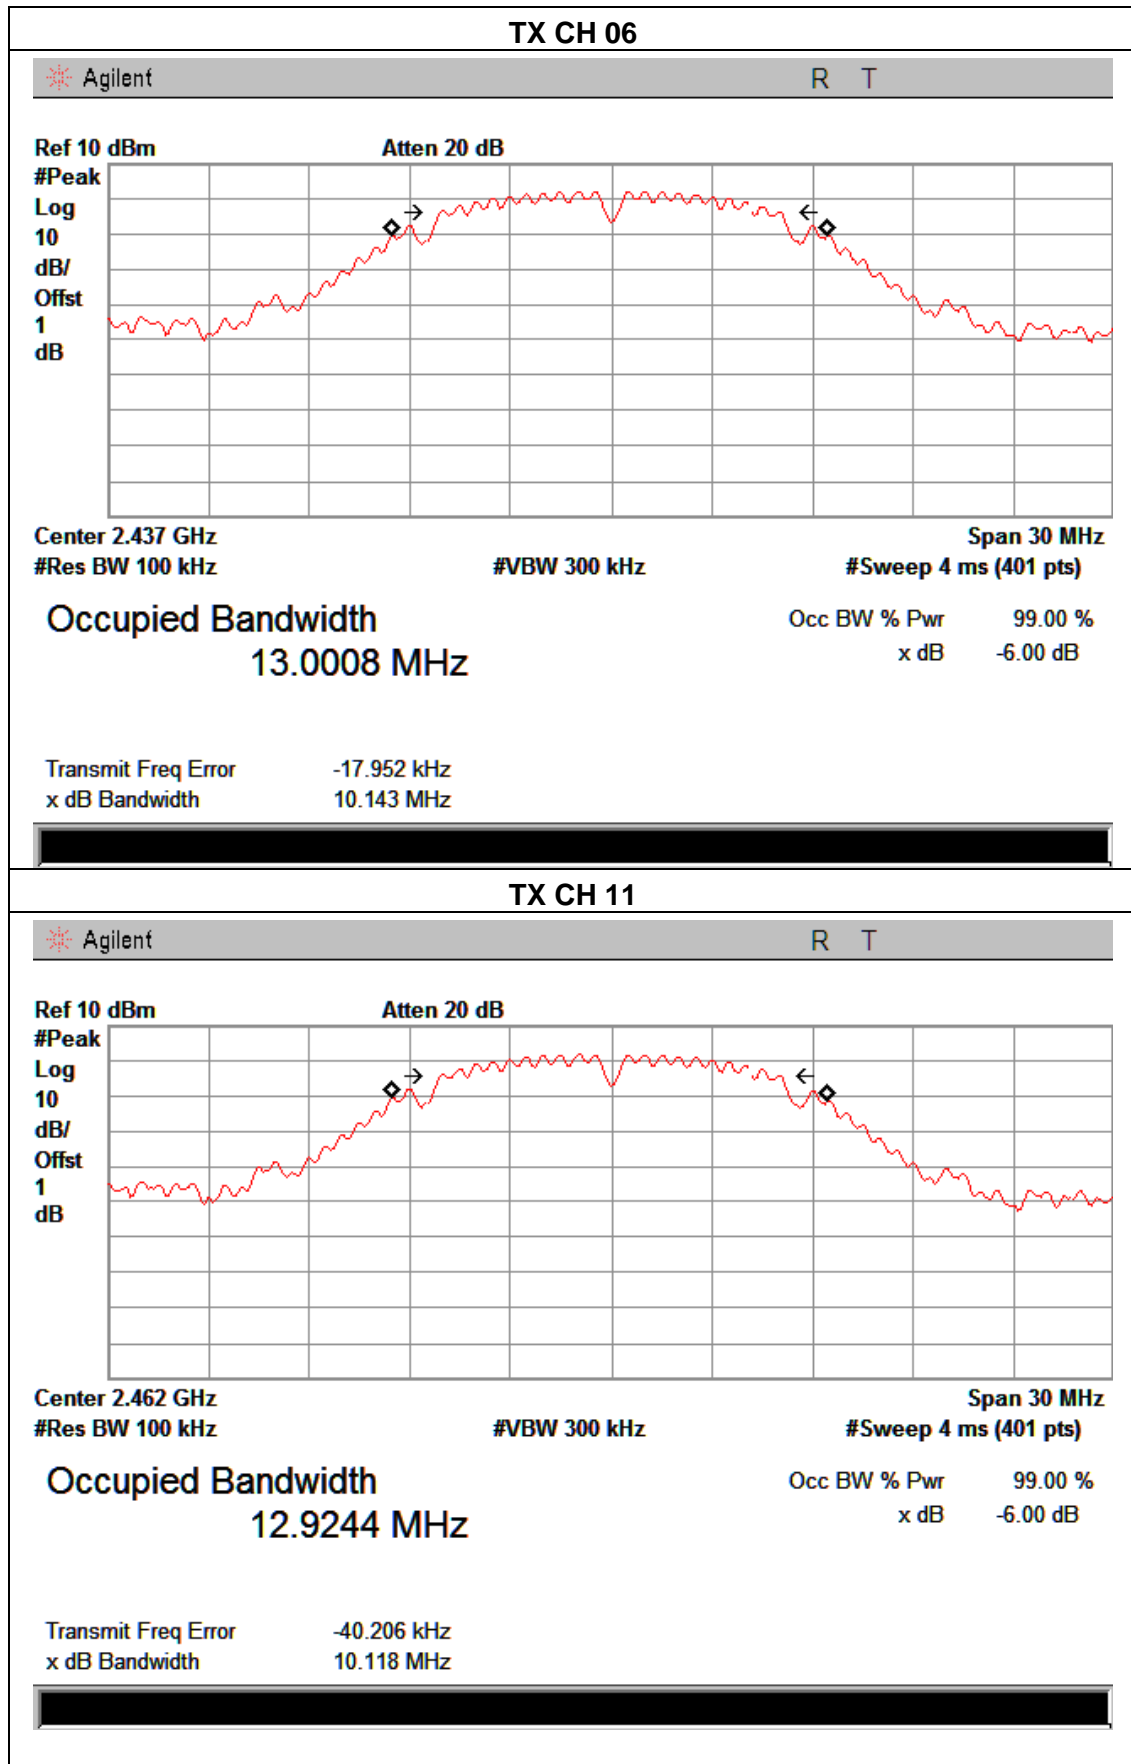 TX CH 06
Agilent R T
Ref 10 dBm Atten 20 dB
#Peak
Log
10
dB/
Offst
1
dB
Center 2.437 GHz Span 30 MHz
#Res BW 100 kHz #VBW 300 kHz #Sweep 4 ms (401 pts)
Occupied Bandwidth Occ BW % Pwr 99.00 %
13.0008 MHz x dB -6.00 dB
Transmit Freq Error -17.952 kHz
x dB Bandwidth 10.143 MHz
TX CH 11
Agilent R T
Ref 10 dBm Atten 20 dB
#Peak
Log
10
dB/
Offst
1
dB
Center 2.462 GHz Span 30 MHz
#Res BW 100 kHz #VBW 300 kHz #Sweep 4 ms (401 pts)
Occupied Bandwidth Occ BW % Pwr 99.00 %
12.9244 MHz x dB -6.00 dB
Transmit Freq Error -40.206 kHz
x dB Bandwidth 10.118 MHz